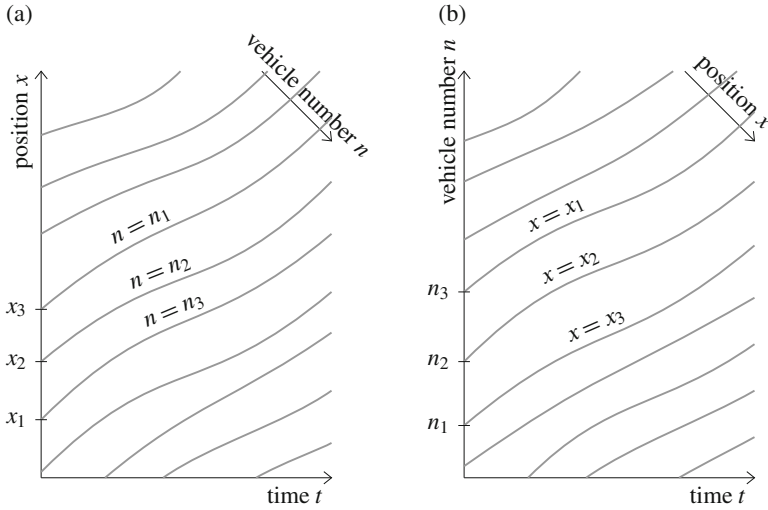 (a)
position x
vehicle number n
n = n₁
n = n₂
n = n₃
x₃
x₂
x₁
time t
(b)
vehicle number n
position x
x = x₁
x = x₂
x = x₃
n₃
n₂
n₁
time t